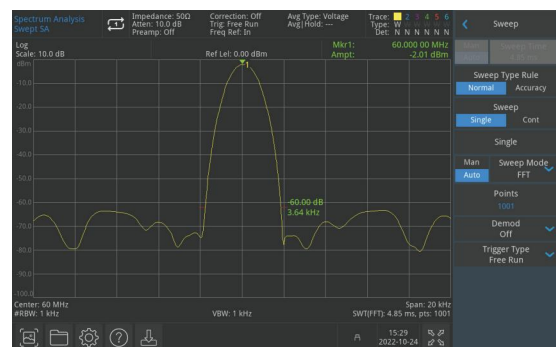 Spectrum Analysis
Swept SA
Impedance: 50Ω
Atten: 10.0 dB
Preamp: Off
Correction: Off
Trig: Free Run
Freq Ref: In
Avg Type: Voltage
Avg|Hold: ---
Trace: 2 3 4 5 6
Type: W W W W W W
Det: N N N N N N
Log
Scale: 10.0 dB
Ref Lel: 0.00 dBm
Mkr1: 60.000 00 MHz
Ampt: -2.01 dBm
dBm
1
-10.0
-20.0
-30.0
-40.0
-50.0
-60.0
-70.0
-80.0
-90.0
-100.0
-60.00 dB
3.64 kHz
Center: 60 MHz
#RBW: 1 kHz
VBW: 1 kHz
Span: 20 kHz
SWT(FFT): 4.85 ms, pts: 1001
15:29
2022-10-24
Sweep
Man
Sweep Time
4.85 ms
Sweep Type Rule
Normal Accuracy
Sweep
Single Cont
Single
Man Sweep Mode
Auto FFT
Points
1001
Demod
Off
Trigger Type
Free Run